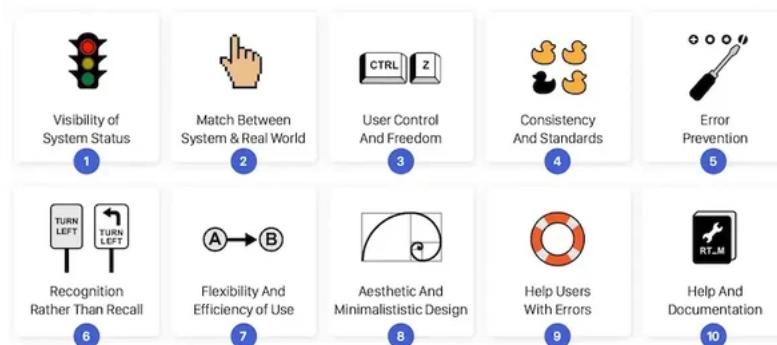 CTRL
Z
Visibility of
System Status
1
Match Between
System & Real World
2
User Control
And Freedom
3
Consistency
And Standards
4
Error
Prevention
5
TURN
LEFT
TURN
LEFT
Recognition
Rather Than Recall
6
A
B
Flexibility And
Efficiency of Use
7
Aesthetic And
Minimalististic Design
8
Help Users
With Errors
9
RT_M
Help And
Documentation
10